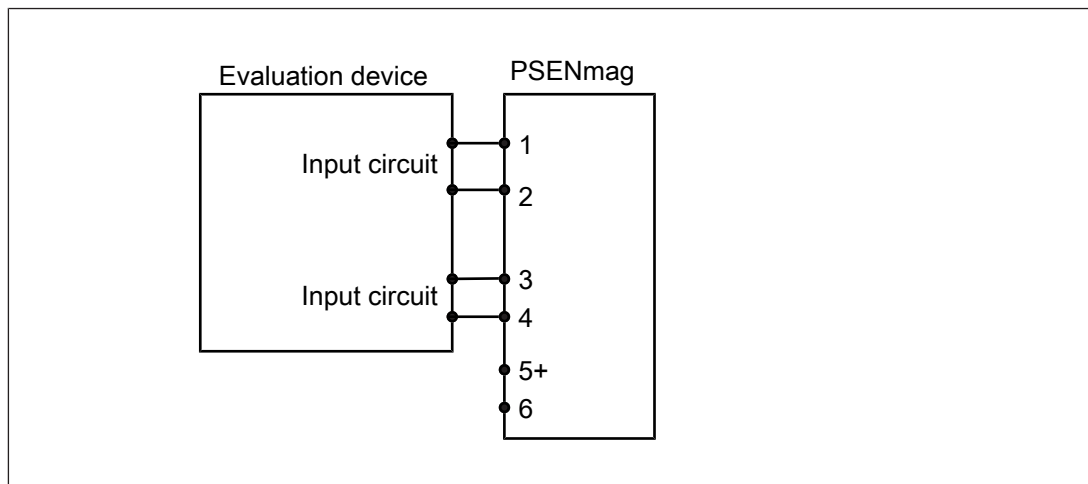 Evaluation device
PSENmag
Input circuit
1
2
Input circuit
3
4
5+
6